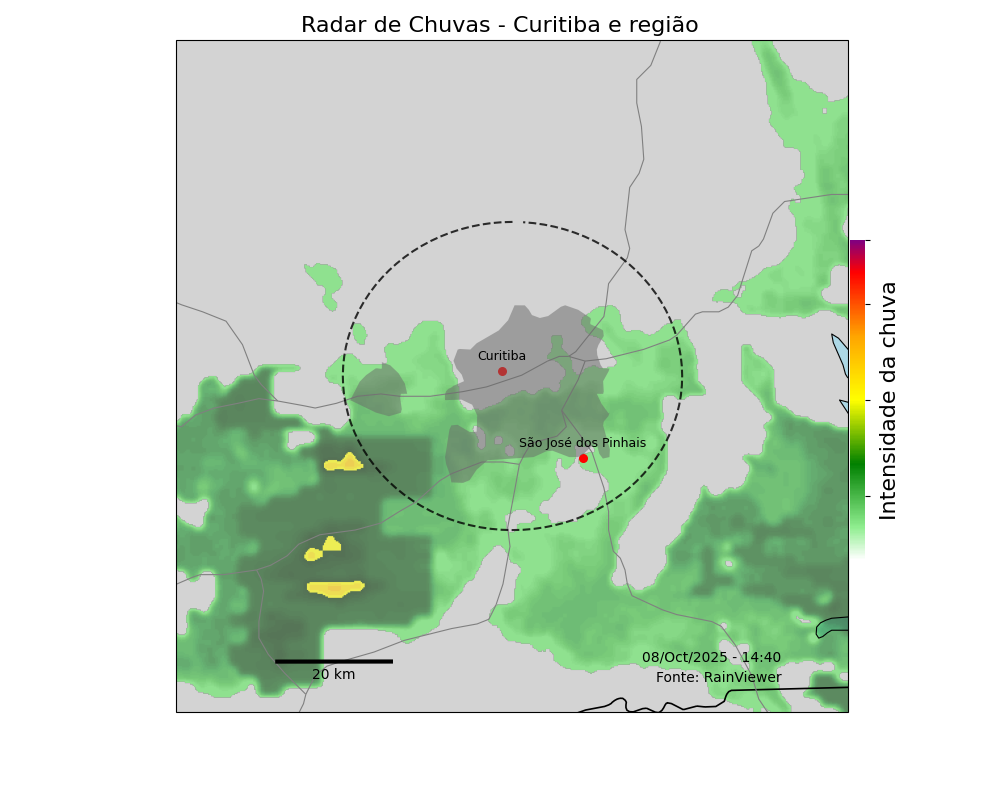 Radar de Chuvas - Curitiba e região
Curitiba
São José dos Pinhais
Intensidade da chuva
08/Oct/2025 - 14:40
20 km
Fonte: RainViewer